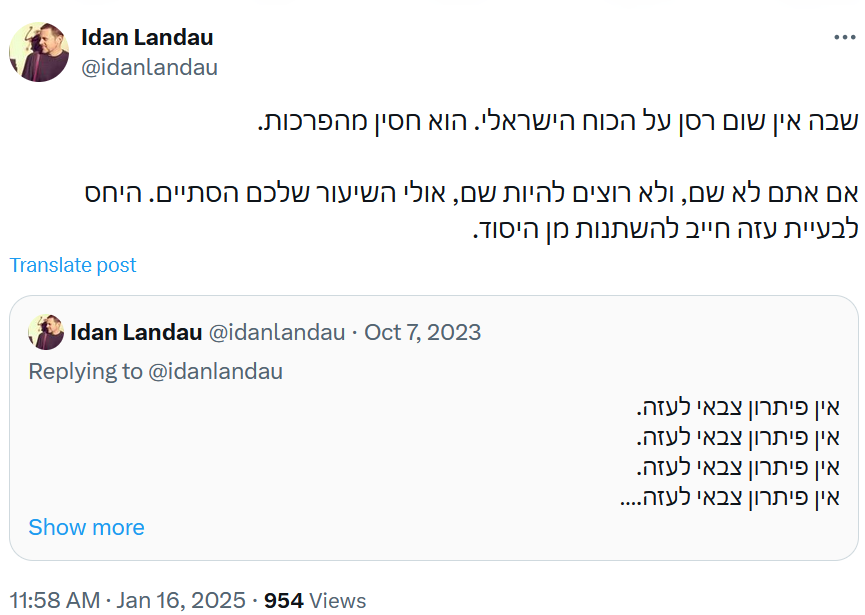 Idan Landau
@idanlandau
שבה אין שום רסן על הכוח הישראלי. הוא חסין מהפרכות.
אם אתם לא שם, ולא רוצים להיות שם, אולי השיעור שלכם הסתיים. היחס
לבעיית עזה חייב להשתנות מן היסוד.
Translate post
Idan Landau @idanlandau · Oct 7, 2023
Replying to @idanlandau
אין פיתרון צבאי לעזה.
אין פיתרון צבאי לעזה.
אין פיתרון צבאי לעזה.
אין פיתרון צבאי לעזה....
Show more
11:58 AM · Jan 16, 2025 · 954 Views